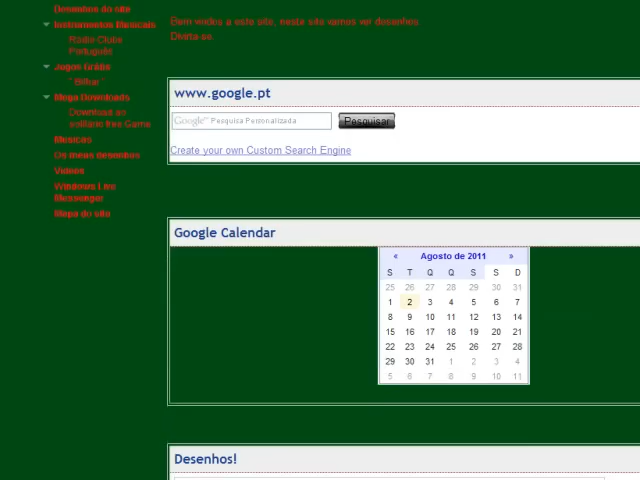 Desenhos do site
Instrumentos Musicais
Rádio Clube
Português
Jogos Grátis
" Bilhar "
Mega Downloads
Download an
solitário free Game
Musicas
Os meus desenhos
Videos
Windows Live
Messenger
Mapa do site
Bem vindos a este site, neste site vamos ver desenhos
Divirta-se.
www.google.pt
Google™ Pesquisa Personalizada
Pesquisar
Create your own Custom Search Engine
Google Calendar
« Agosto de 2011 »
S T Q Q S S D
25 26 27 28 29 30 31
1 2 3 4 5 6 7
8 9 10 11 12 13 14
15 16 17 18 19 20 21
22 23 24 25 26 27 28
29 30 31 1 2 3 4
5 6 7 8 9 10 11
Desenhos!